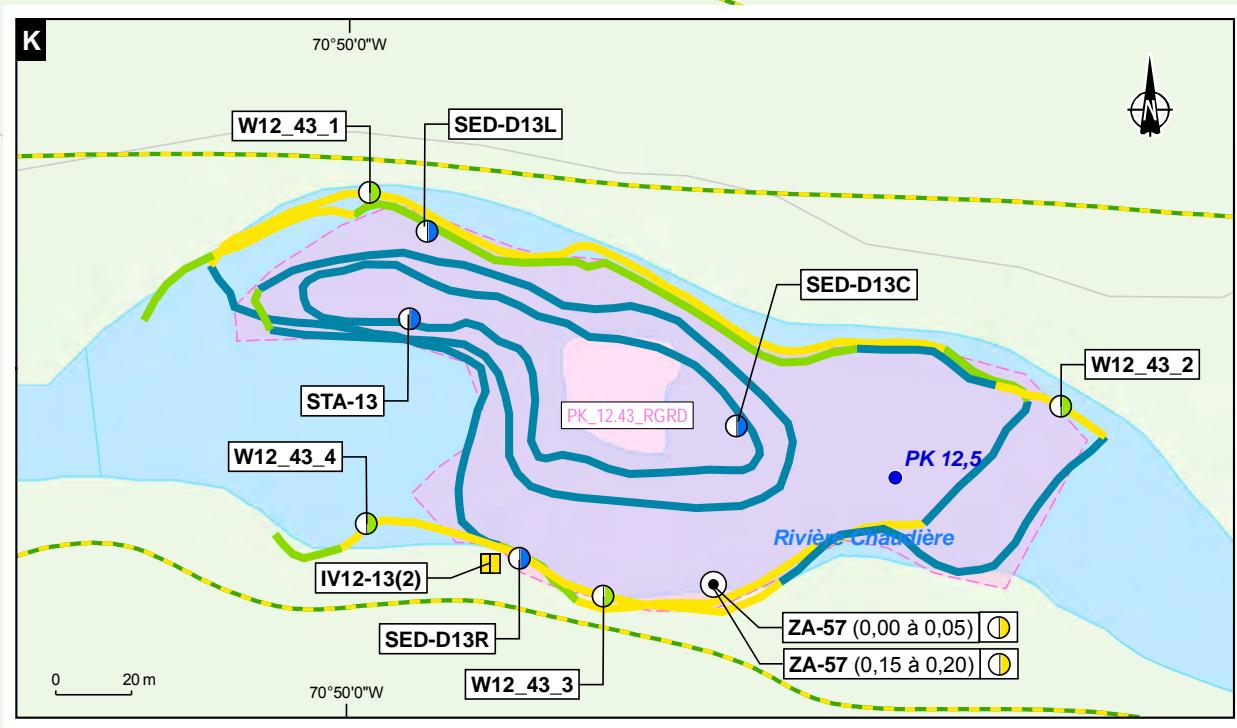 K
70°50'0"W
W12_43_1
SED-D13L
SED-D13C
W12_43_2
STA-13
PK_12.43_RGRD
W12_43_4
PK 12,5
Rivière Chaudière
IV12-13(2)
SED-D13R
ZA-57 (0,00 à 0,05)
ZA-57 (0,15 à 0,20)
W12_43_3
0 20 m
70°50'0"W